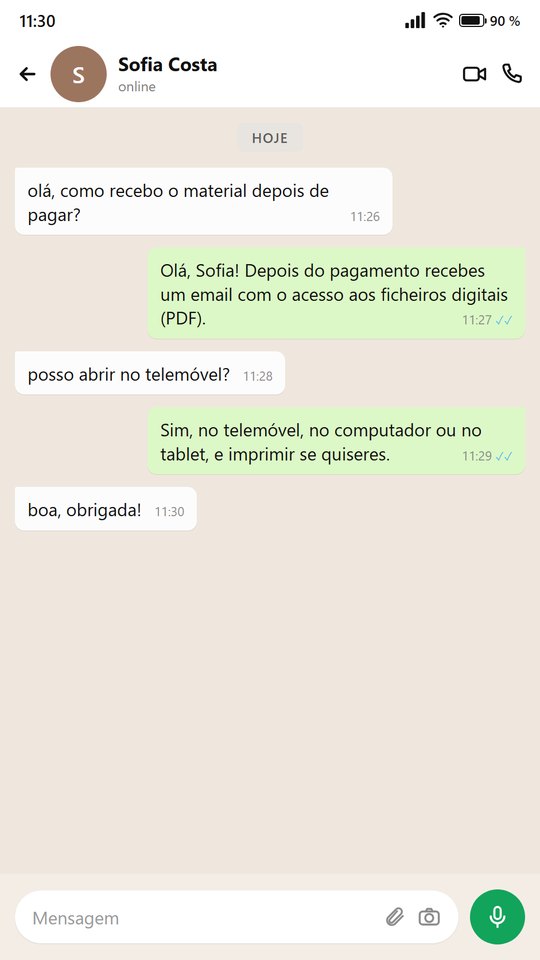 11:30
90 %
S
Sofia Costa
online
HOJE
olá, como recebo o material depois de
pagar?
11:26
Olá, Sofia! Depois do pagamento recebes
um email com o acesso aos ficheiros digitais
(PDF).
11:27
posso abrir no telemóvel?
11:28
Sim, no telemóvel, no computador ou no
tablet, e imprimir se quiseres.
11:29
boa, obrigada!
11:30
Mensagem